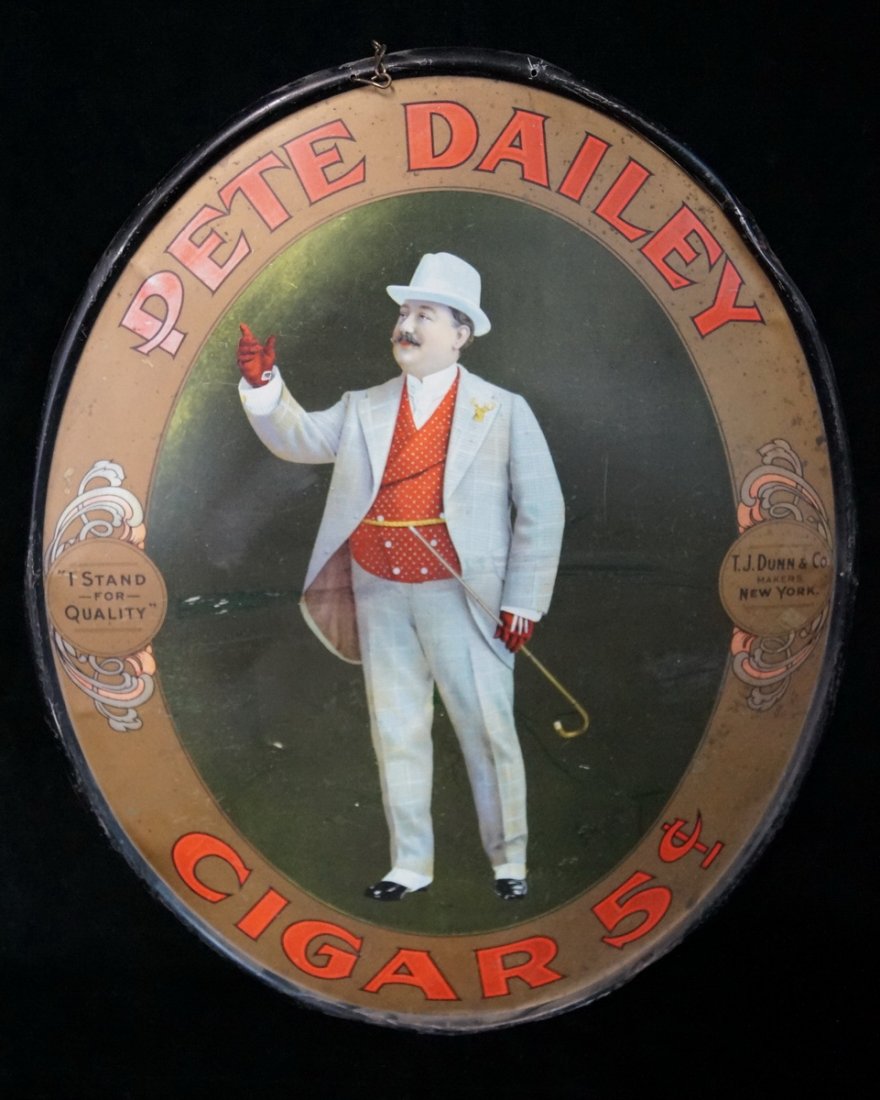 PETE DAILEY
"I STAND
-FOR-
QUALITY"
T.J. DUNN & Co.
MAKERS
NEW YORK.
CIGAR 5¢